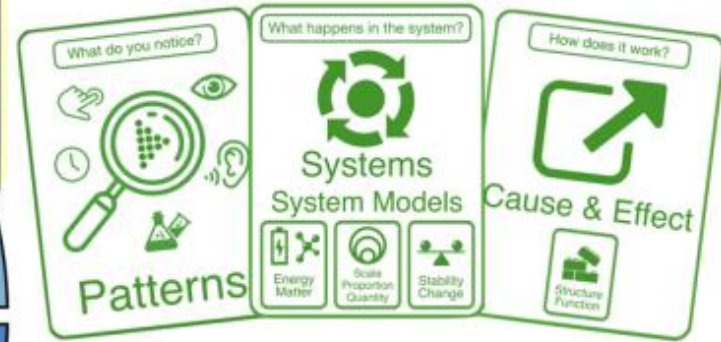 What do you notice?
Patterns
What happens in the system?
Systems
System Models
Energy
Matter
Scale
Proportion
Quantity
Stability
Change
How does it work?
Cause & Effect
Structure
Function